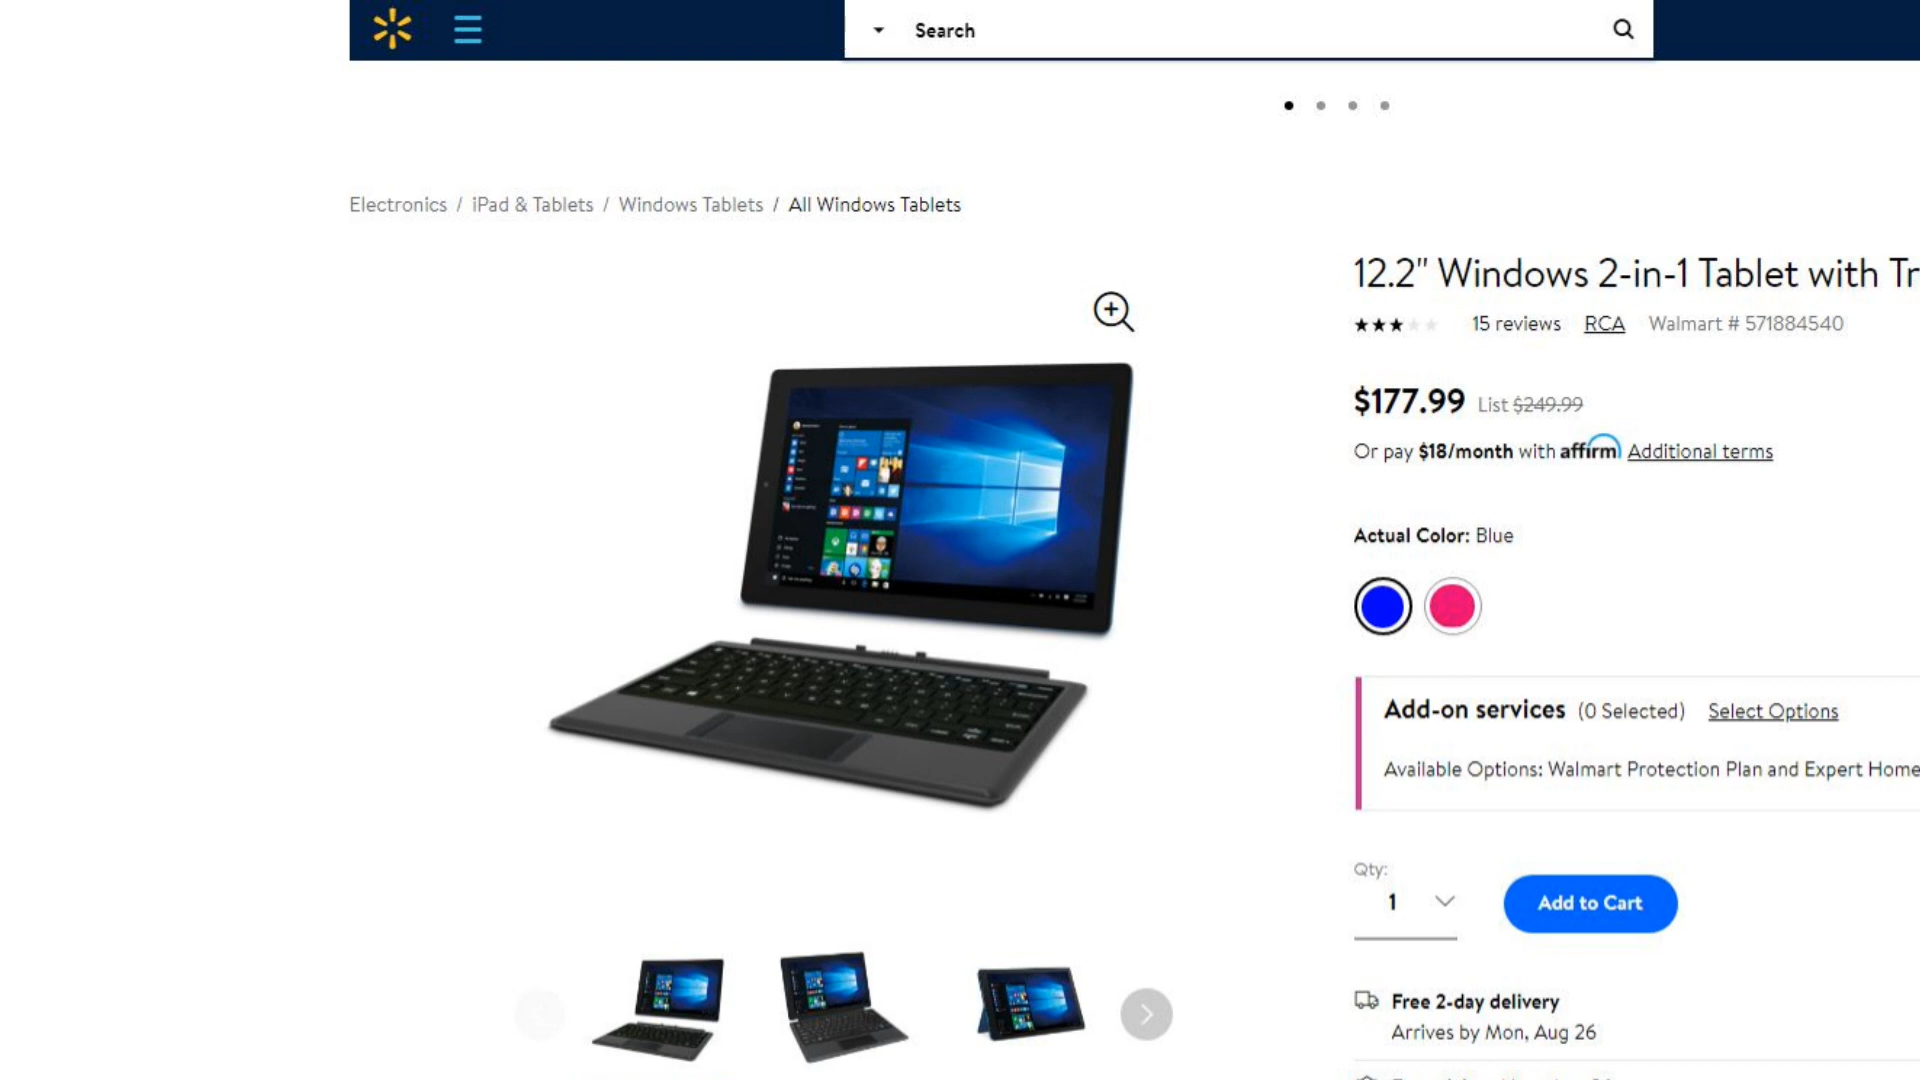 Search
Electronics / iPad & Tablets / Windows Tablets / All Windows Tablets
12.2" Windows 2-in-1 Tablet with Tr
15 reviews RCA Walmart # 571884540
$177.99 List $249.99
Or pay $18/month with affirm Additional terms
Actual Color: Blue
Add-on services (0 Selected) Select Options
Available Options: Walmart Protection Plan and Expert Home
Qty:
1
Add to Cart
Free 2-day delivery
Arrives by Mon, Aug 26